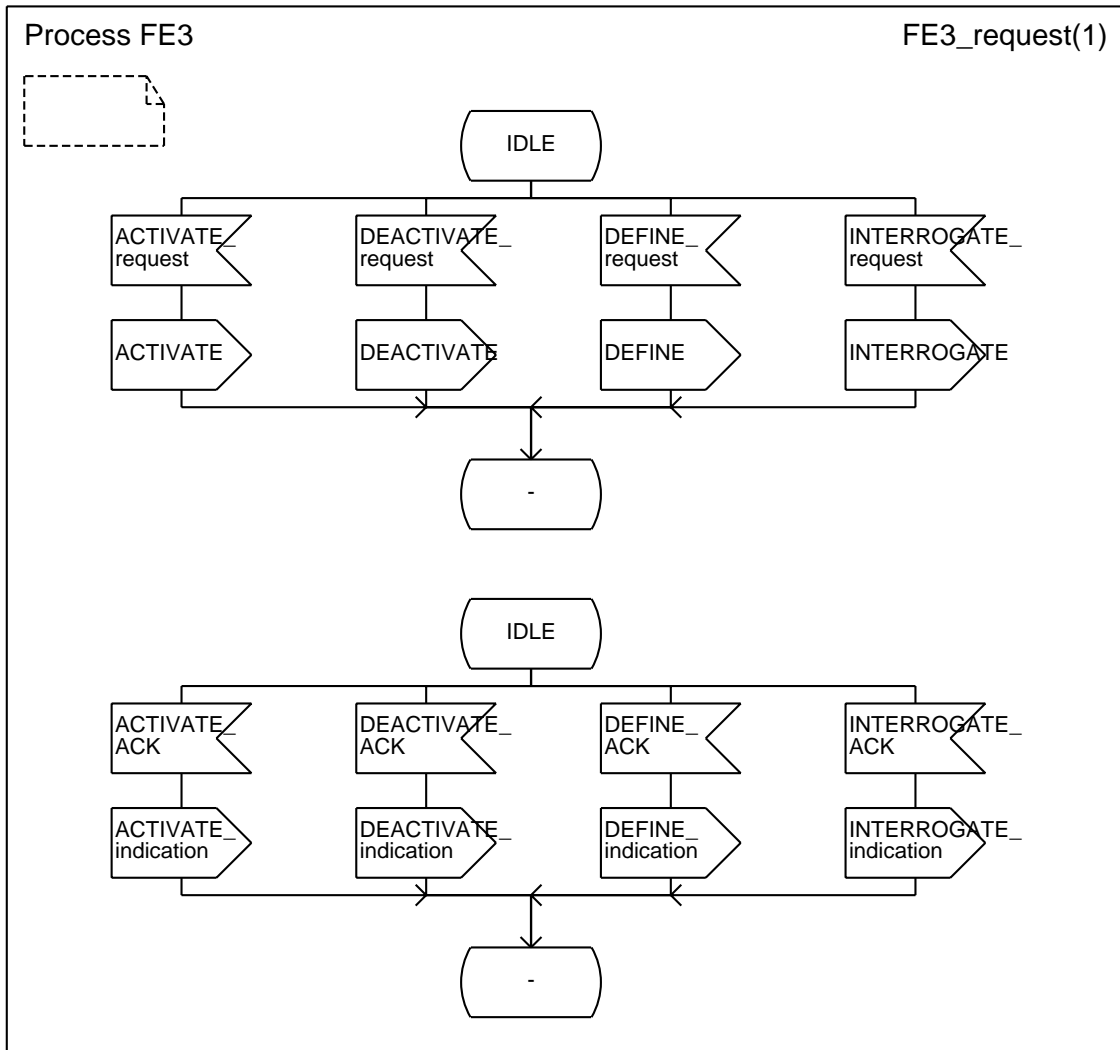 Process FE3
FE3_request(1)
IDLE
ACTIVATE_
request
DEACTIVATE_
request
DEFINE_
request
INTERROGATE_
request
ACTIVATE
DEACTIVATE
DEFINE
INTERROGATE
-
IDLE
ACTIVATE_
ACK
DEACTIVATE_
ACK
DEFINE_
ACK
INTERROGATE_
ACK
ACTIVATE_
indication
DEACTIVATE_
indication
DEFINE_
indication
INTERROGATE_
indication
-